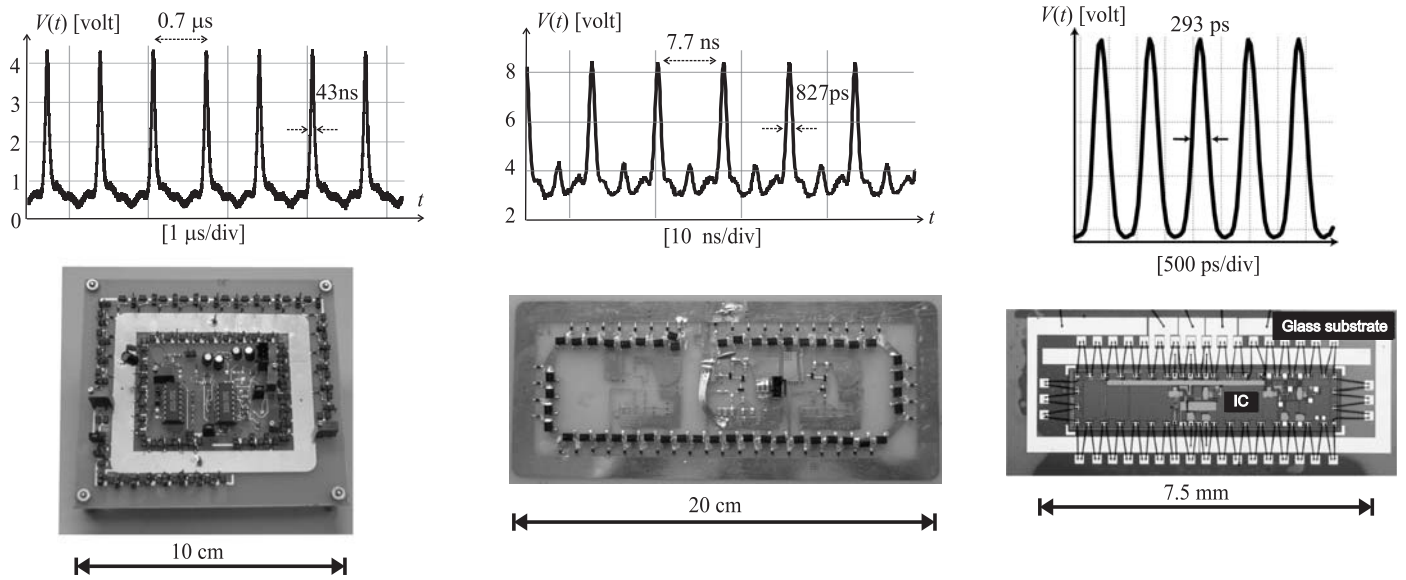 V(t) [volt]
0.7 μs
4
3
2
1
0
43ns
t
[1 μs/div]
V(t) [volt]
7.7 ns
8
6
4
2
827ps
t
[10 ns/div]
V(t) [volt]
293 ps
[500 ps/div]
10 cm
20 cm
Glass substrate
IC
7.5 mm